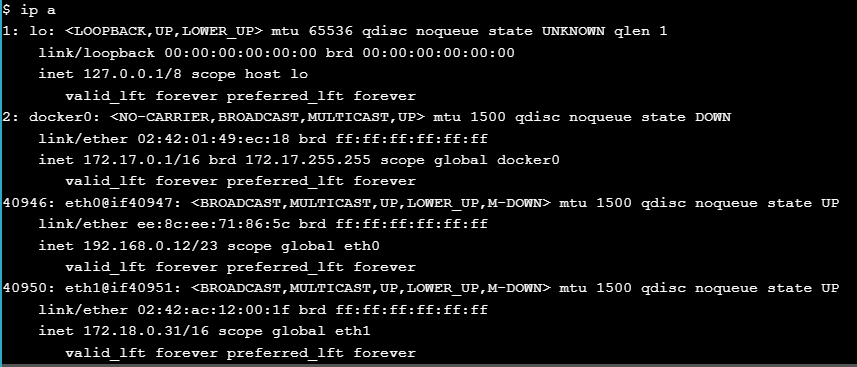 $ ip a
1: lo: <LOOPBACK,UP,LOWER_UP> mtu 65536 qdisc noqueue state UNKNOWN qlen 1
    link/loopback 00:00:00:00:00:00 brd 00:00:00:00:00:00
    inet 127.0.0.1/8 scope host lo
       valid_lft forever preferred_lft forever
2: docker0: <NO-CARRIER,BROADCAST,MULTICAST,UP> mtu 1500 qdisc noqueue state DOWN
    link/ether 02:42:01:49:ec:18 brd ff:ff:ff:ff:ff:ff
    inet 172.17.0.1/16 brd 172.17.255.255 scope global docker0
       valid_lft forever preferred_lft forever
40946: eth0@if40947: <BROADCAST,MULTICAST,UP,LOWER_UP,M-DOWN> mtu 1500 qdisc noqueue state UP
    link/ether ee:8c:ee:71:86:5c brd ff:ff:ff:ff:ff:ff
    inet 192.168.0.12/23 scope global eth0
       valid_lft forever preferred_lft forever
40950: eth1@if40951: <BROADCAST,MULTICAST,UP,LOWER_UP,M-DOWN> mtu 1500 qdisc noqueue state UP
    link/ether 02:42:ac:12:00:1f brd ff:ff:ff:ff:ff:ff
    inet 172.18.0.31/16 scope global eth1
       valid_lft forever preferred_lft forever